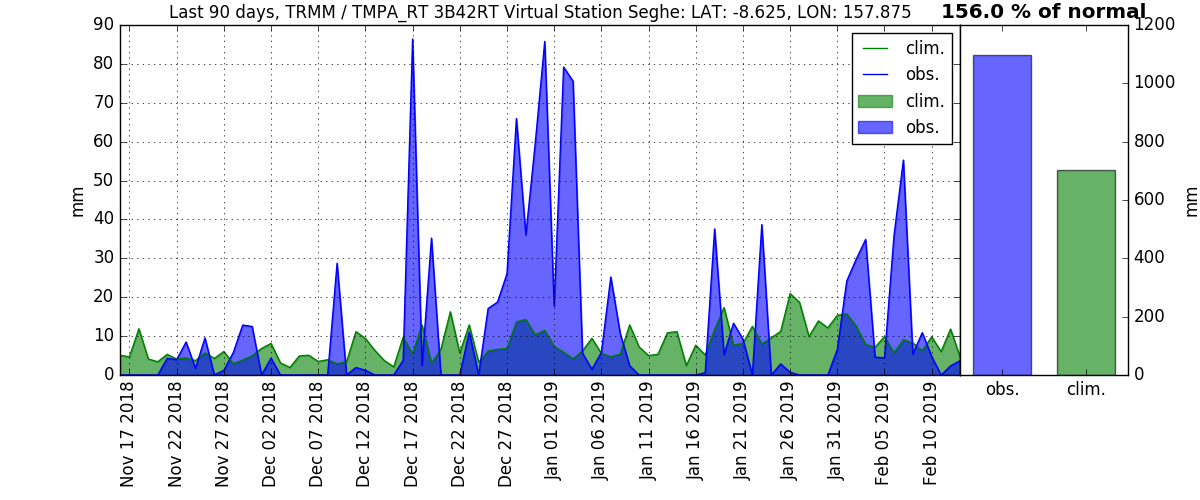 Last 90 days, TRMM / TMPA_RT 3B42RT Virtual Station Seghe: LAT: -8.625, LON: 157.875
156.0 % of normal
90
80
70
60
50
40
30
20
10
0
mm
clim.
obs.
clim.
obs.
1200
1000
800
600
400
200
0
mm
Nov 17 2018
Nov 22 2018
Nov 27 2018
Dec 02 2018
Dec 07 2018
Dec 12 2018
Dec 17 2018
Dec 22 2018
Dec 27 2018
Jan 01 2019
Jan 06 2019
Jan 11 2019
Jan 16 2019
Jan 21 2019
Jan 26 2019
Jan 31 2019
Feb 05 2019
Feb 10 2019
obs.
clim.